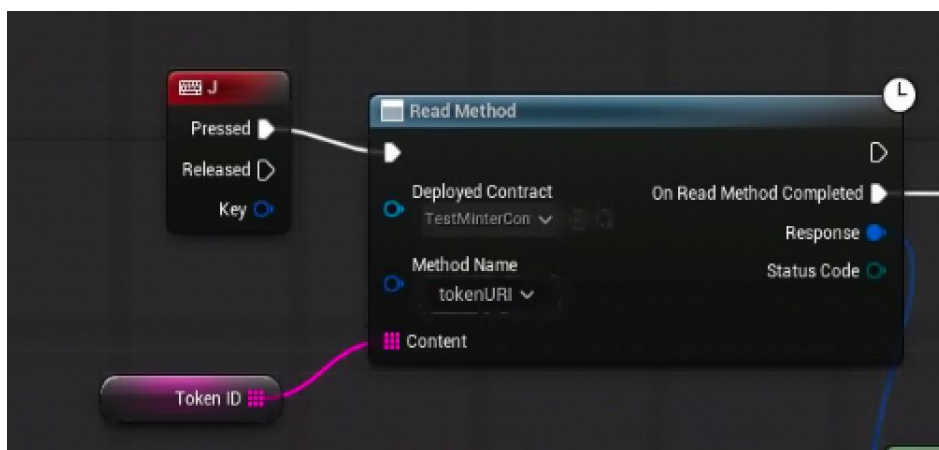 J
Pressed
Released
Key
Read Method
Deployed Contract
TestMinterCon
Method Name
tokenURI
Content
On Read Method Completed
Response
Status Code
Token ID